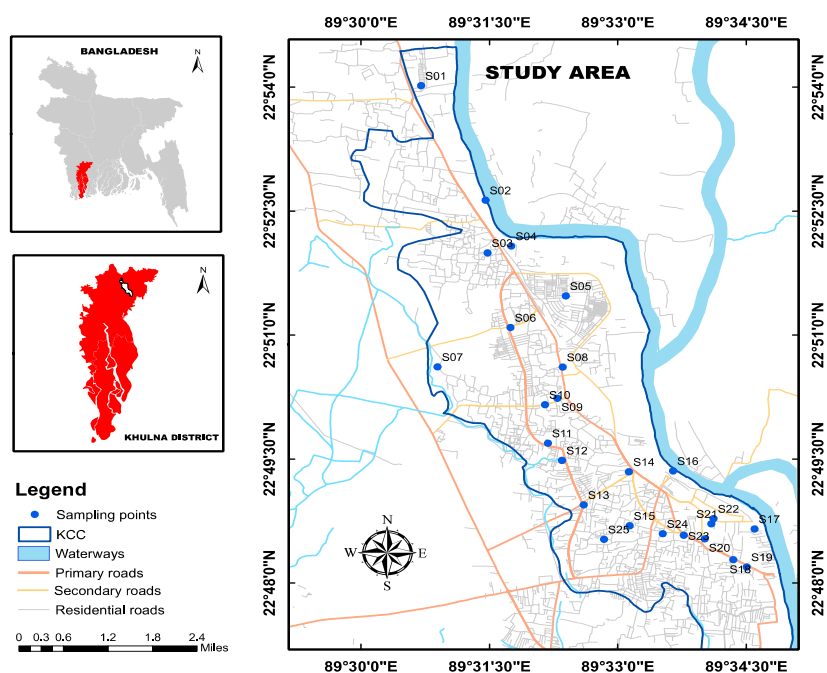 BANGLADESH
N
KHULNA DISTRICT
N
Legend
Sampling points
KCC
Waterways
Primary roads
Secondary roads
Residential roads
0 0.3 0.6 1.2 1.8 2.4
Miles
N
W E
S
STUDY AREA
89°30'0"E 89°31'30"E 89°33'0"E 89°34'30"E
22°54'0"N 22°54'0"N
22°52'30"N 22°52'30"N
22°51'0"N 22°51'0"N
22°49'30"N 22°49'30"N
22°48'0"N 22°48'0"N
S01
S02
S03 S04
S05
S06
S07 S08
S10
S09
S11
S12
S14 S16
S13
S25 S15 S24 S21 S22 S17
S23
S20
S18 S19
89°30'0"E 89°31'30"E 89°33'0"E 89°34'30"E